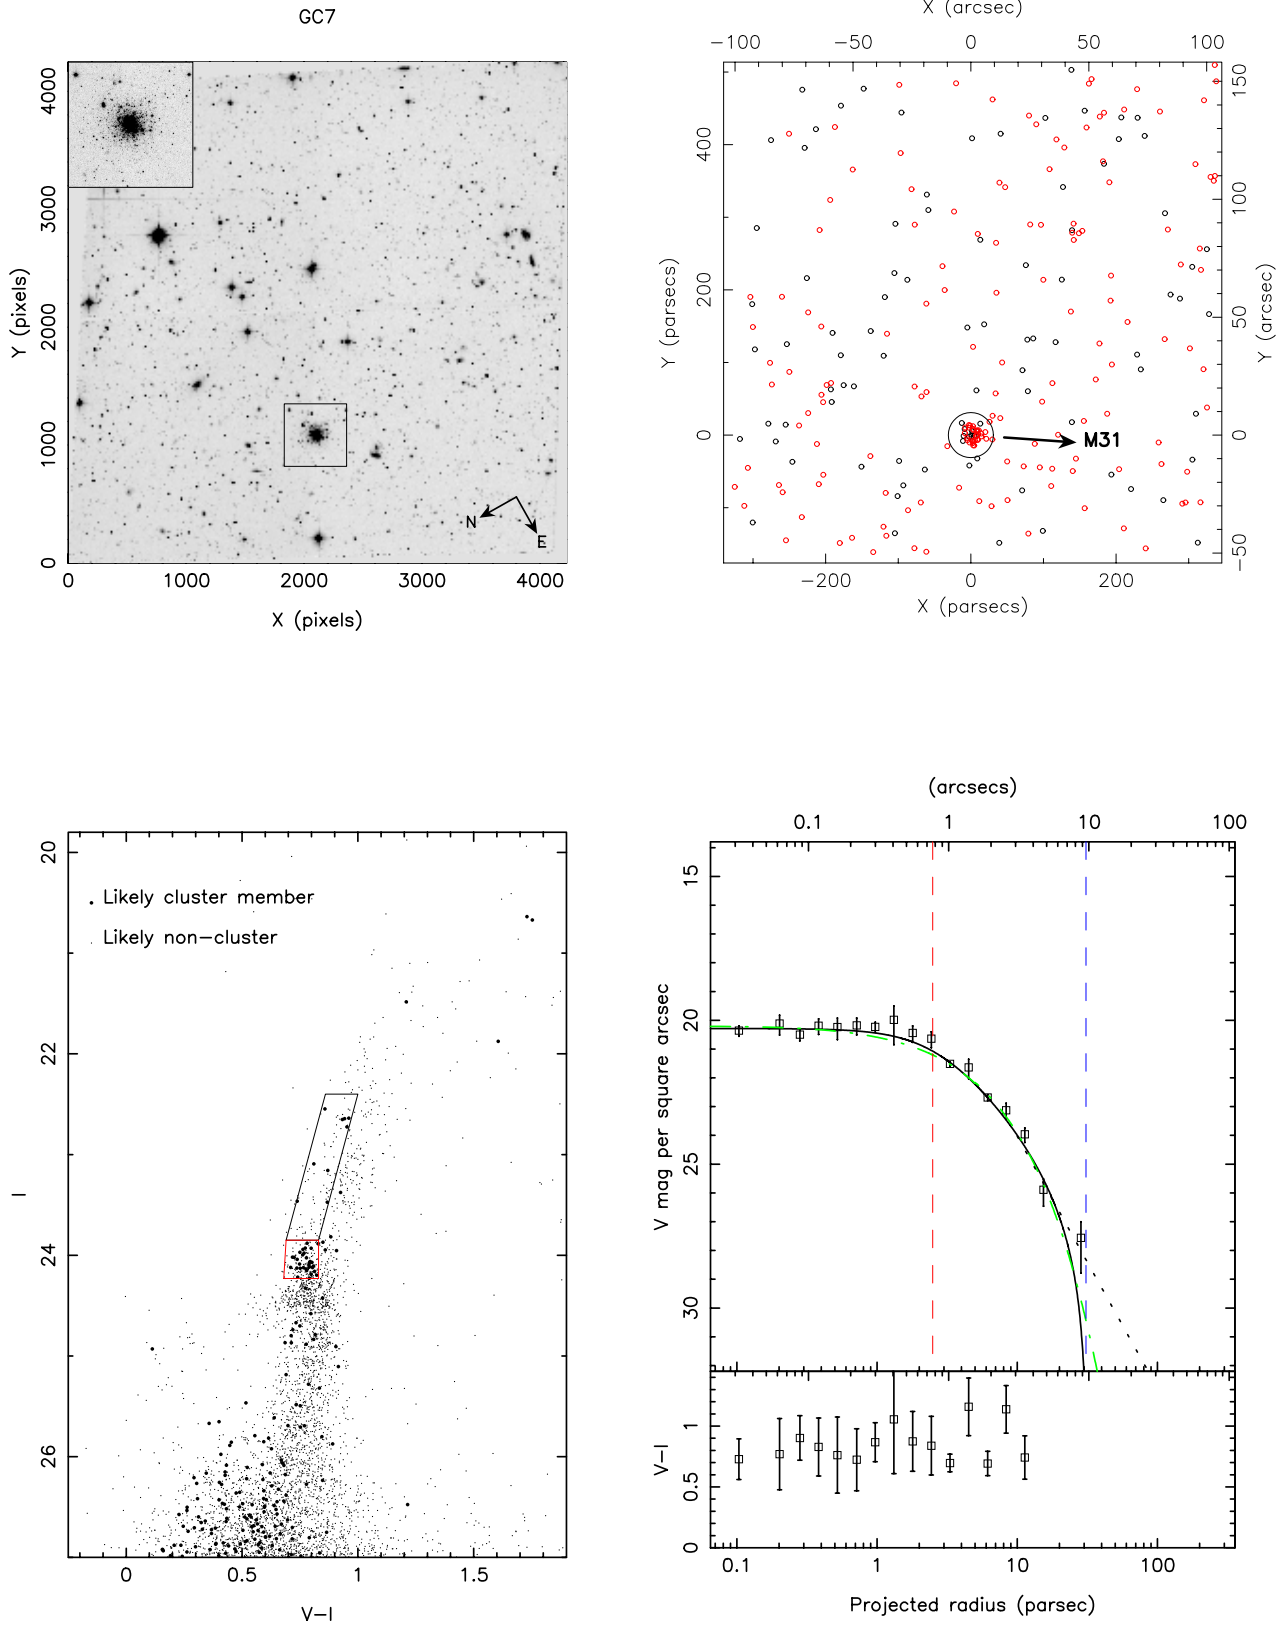 GC7
4000
3000
2000
1000
0
Y (pixels)
N
E
0 1000 2000 3000 4000
X (pixels)
X (arcsec)
−100 −50 0 50 100
400
200
0
Y (parsecs)
150
100
50
0
−50
Y (arcsec)
M31
−200 0 200
X (parsecs)
20
22
24
26
I
Likely cluster member
Likely non−cluster
0 0.5 1 1.5
V−I
(arcsecs)
0.1 1 10 100
15
20
25
30
V mag per square arcsec
1
0.5
0
V−I
0.1 1 10 100
Projected radius (parsec)